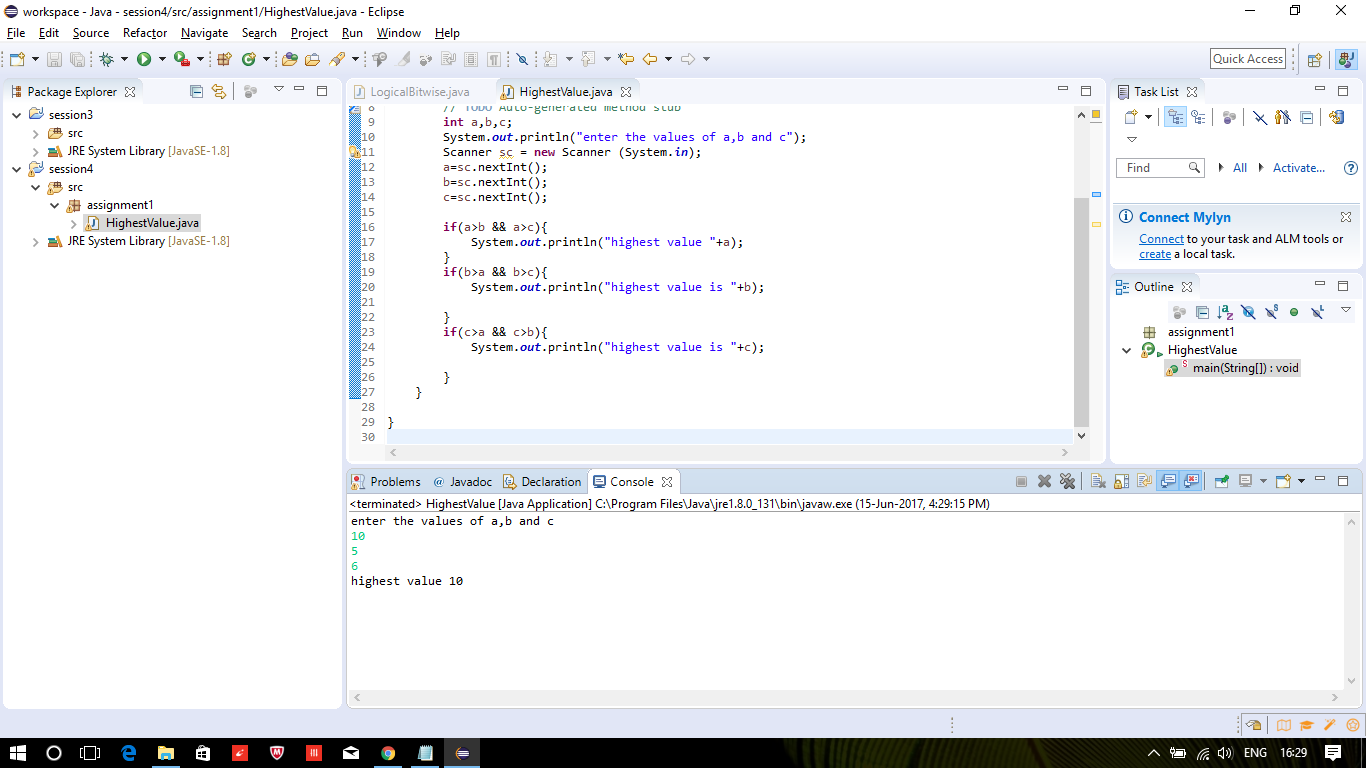 workspace - Java - session4/src/assignment1/HighestValue.java - Eclipse
File Edit Source Refactor Navigate Search Project Run Window Help
Quick Access
Package Explorer
session3
src
JRE System Library [JavaSE-1.8]
session4
src
assignment1
HighestValue.java
JRE System Library [JavaSE-1.8]
LogicalBitwise.java HighestValue.java
8 // TODO Auto-generated method stub
9 int a,b,c;
10 System.out.println("enter the values of a,b and c");
11 Scanner sc = new Scanner (System.in);
12 a=sc.nextInt();
13 b=sc.nextInt();
14 c=sc.nextInt();
15
16 if(a>b && a>c){
17 System.out.println("highest value "+a);
18 }
19 if(b>a && b>c){
20 System.out.println("highest value is "+b);
21
22 }
23 if(c>a && c>b){
24 System.out.println("highest value is "+c);
25
26 }
27 }
28
29 }
30
Task List
Find All Activate...
Connect Mylyn
Connect to your task and ALM tools or
create a local task.
Outline
assignment1
HighestValue
main(String[]) : void
Problems @ Javadoc Declaration Console
<terminated> HighestValue [Java Application] C:\Program Files\Java\jre1.8.0_131\bin\javaw.exe (15-Jun-2017, 4:29:15 PM)
enter the values of a,b and c
10
5
6
highest value 10
ENG 16:29